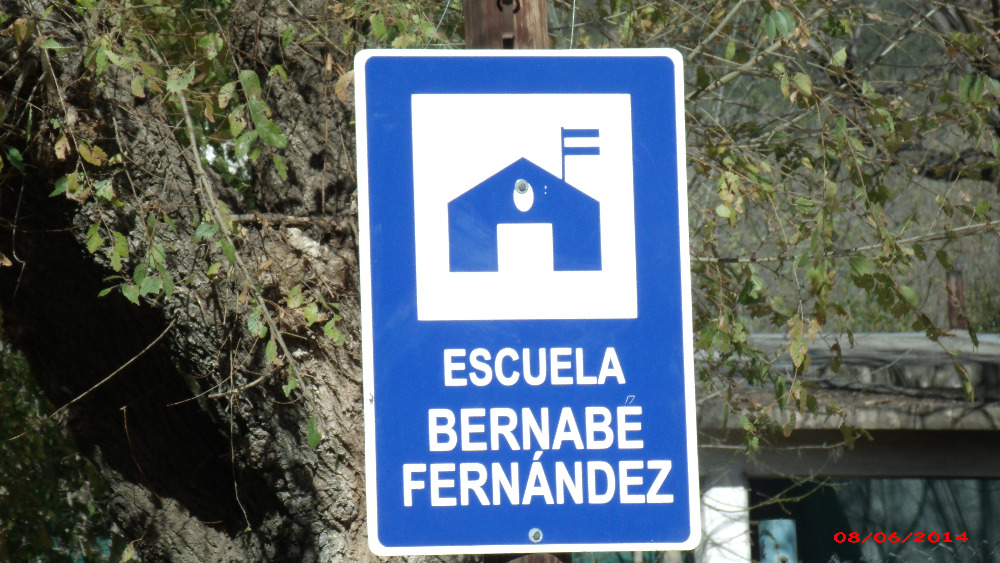 ESCUELA
BERNABÉ
FERNÁNDEZ
08/06/2014